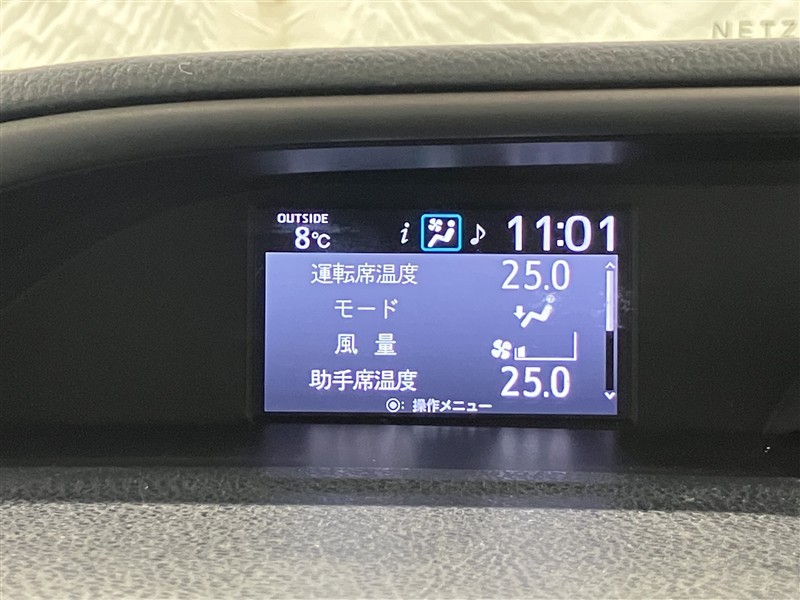 NETZ
OUTSIDE
8℃
11:01
運転席温度 25.0
モード
風量
助手席温度 25.0
: 操作メニュー